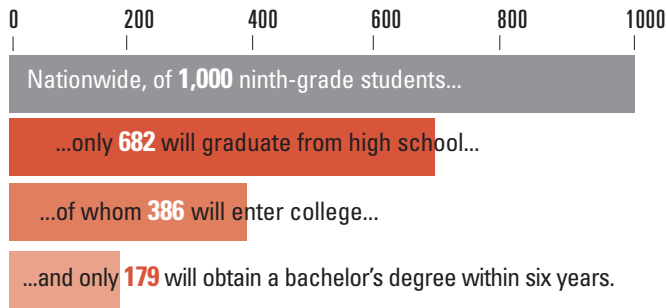 0 200 400 600 800 1000
Nationwide, of 1,000 ninth-grade students...
...only 682 will graduate from high school...
...of whom 386 will enter college...
...and only 179 will obtain a bachelor’s degree within six years.